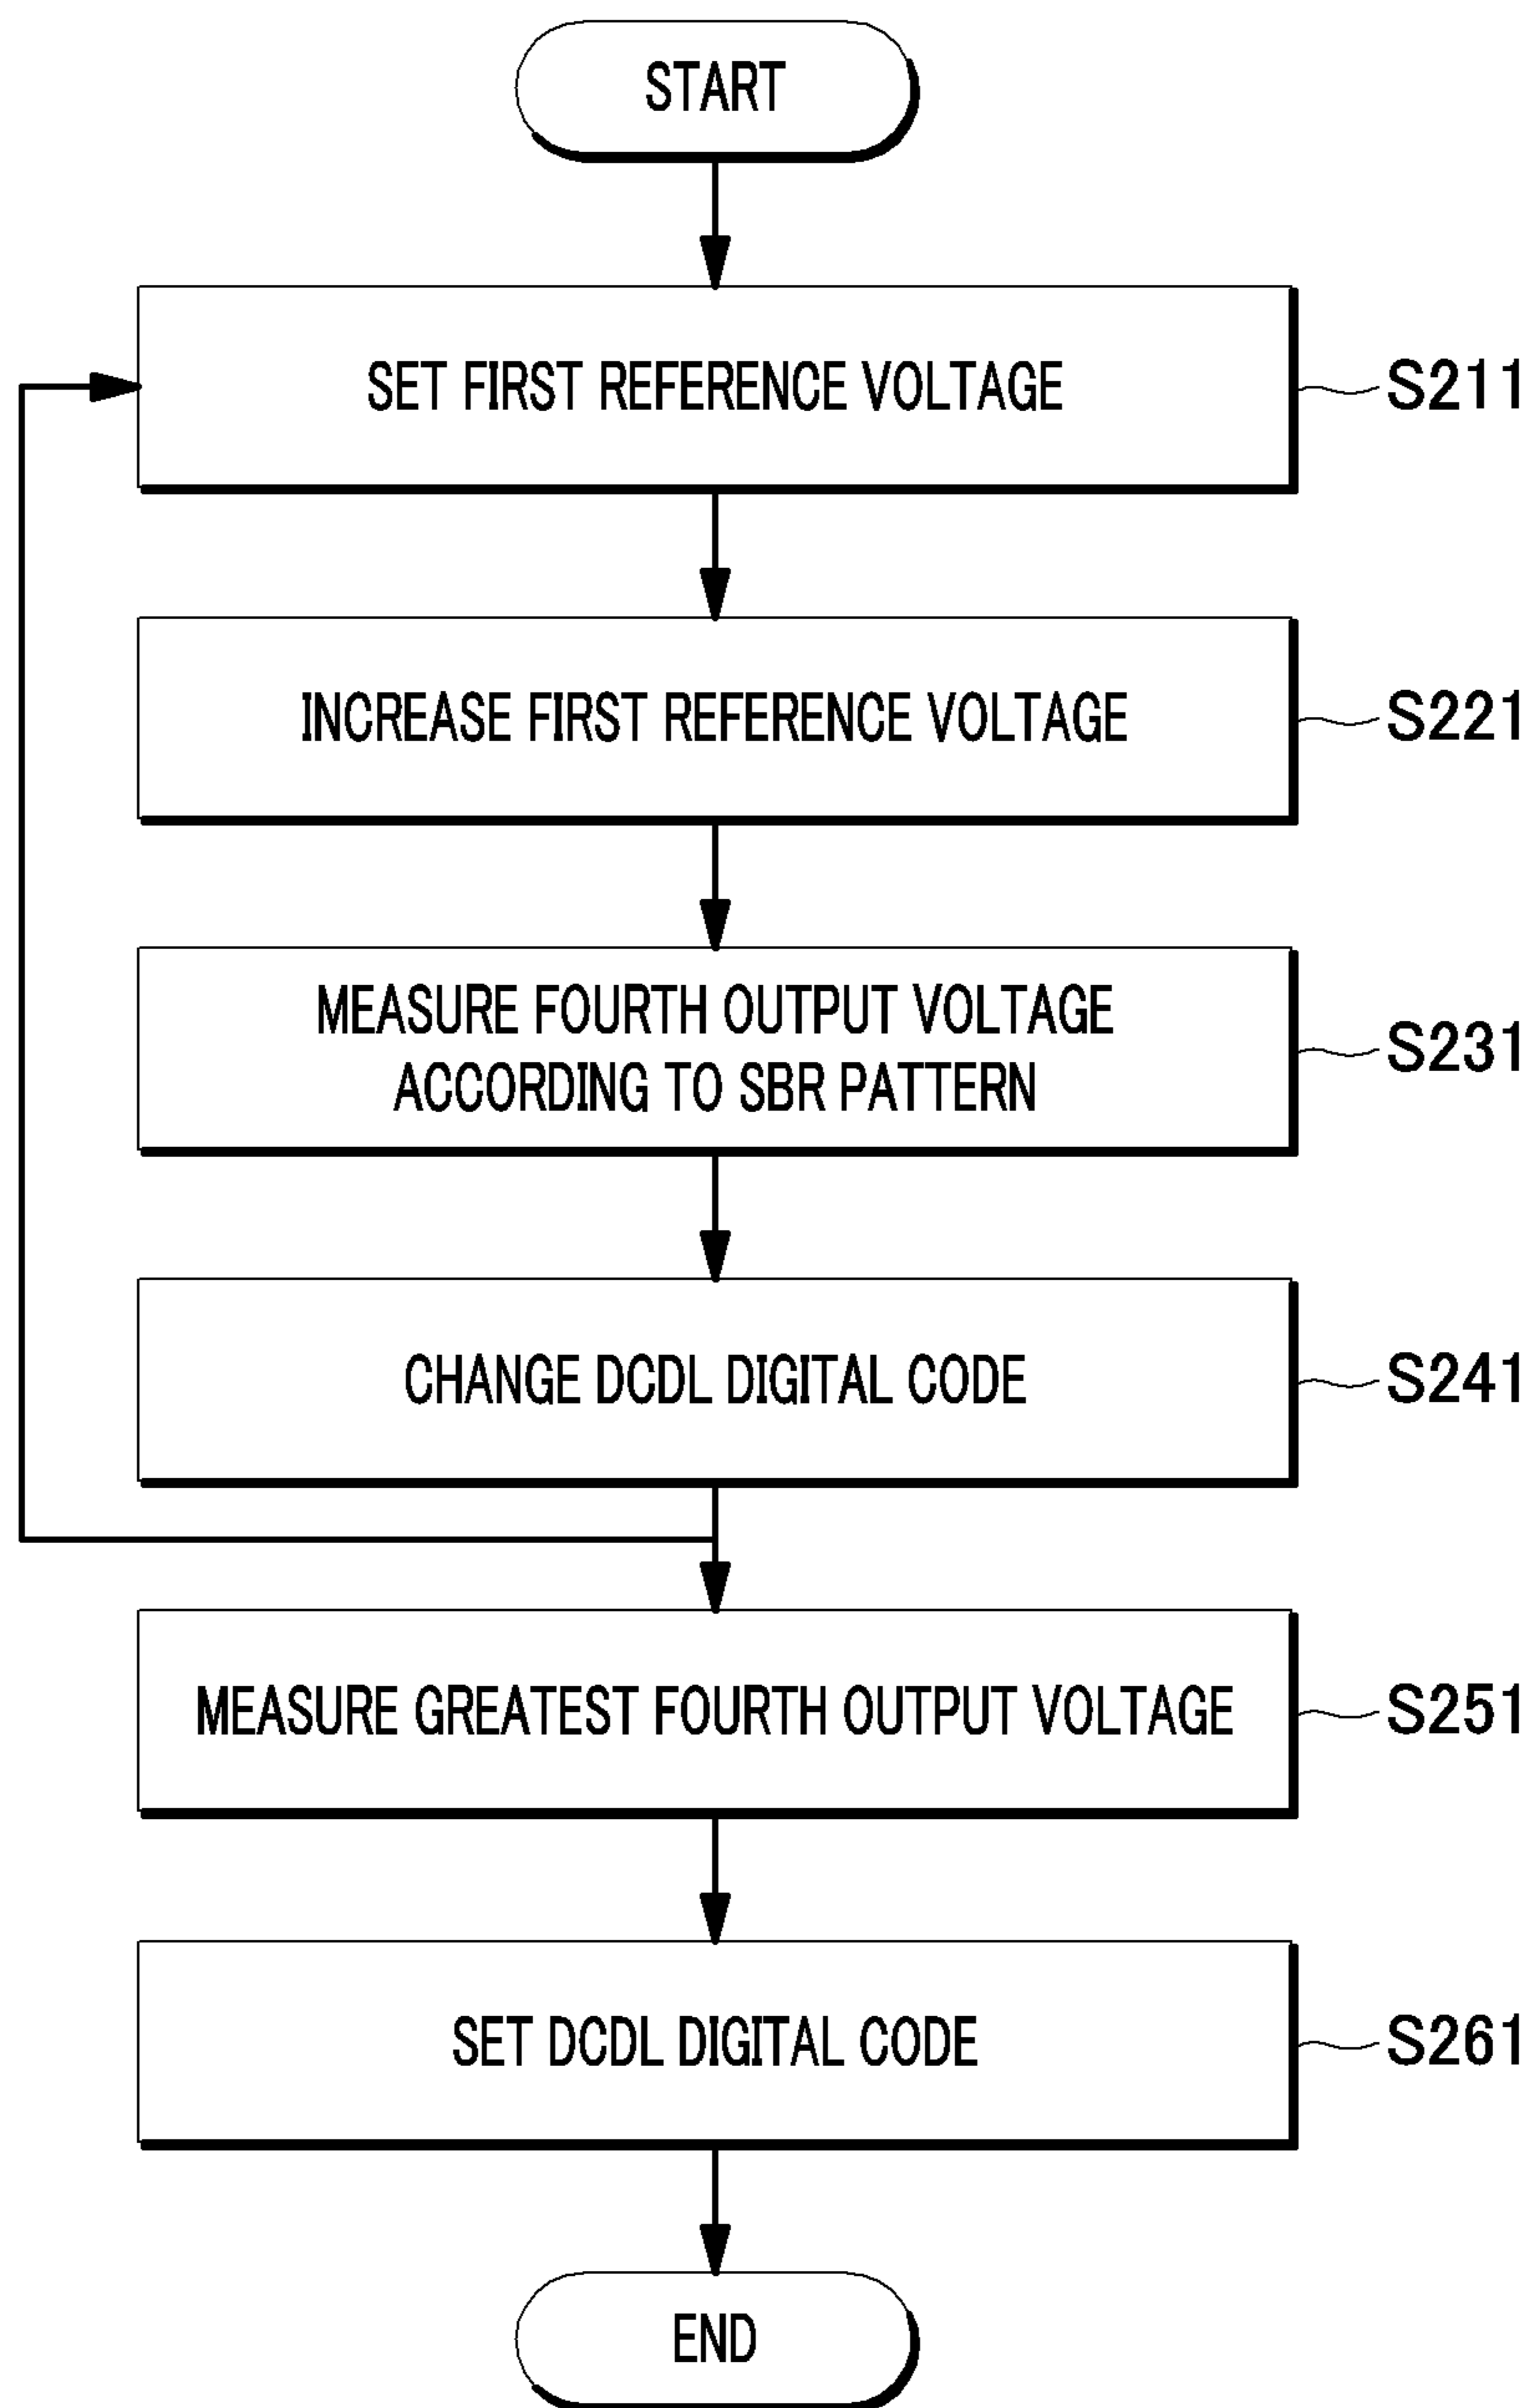 START
SET FIRST REFERENCE VOLTAGE
S211
INCREASE FIRST REFERENCE VOLTAGE
S221
MEASURE FOURTH OUTPUT VOLTAGE
ACCORDING TO SBR PATTERN
S231
CHANGE DCDL DIGITAL CODE
S241
MEASURE GREATEST FOURTH OUTPUT VOLTAGE
S251
SET DCDL DIGITAL CODE
S261
END